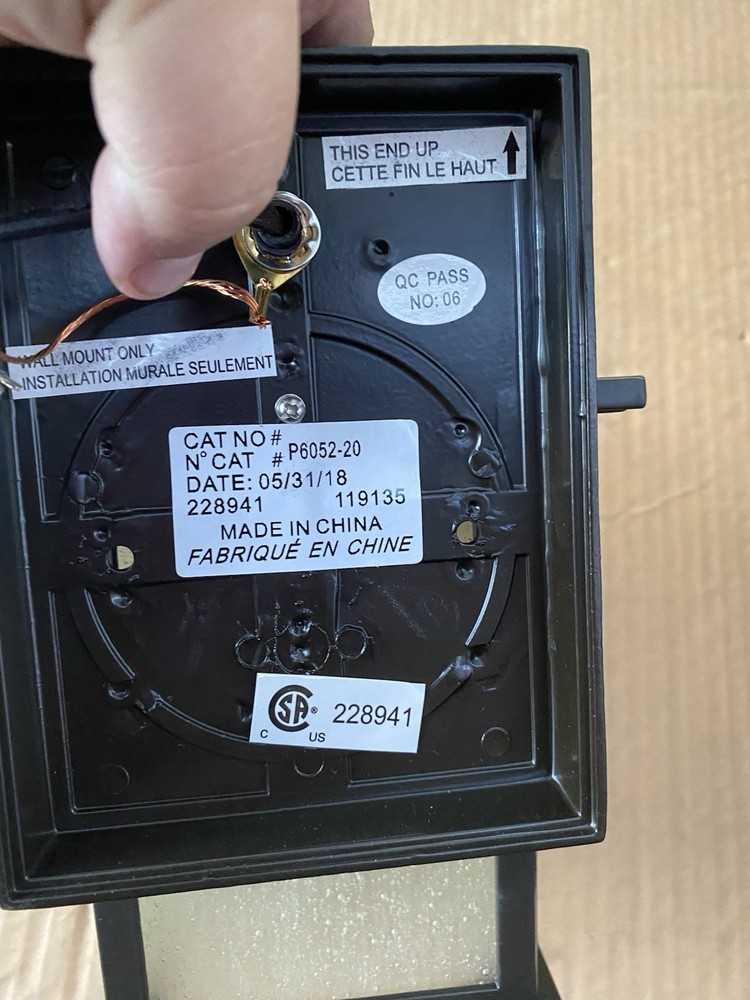 THIS END UP
CETTE FIN LE HAUT
QC PASS
NO: 06
WALL MOUNT ONLY
INSTALLATION MURALE SEULEMENT
CAT NO #
N° CAT # P6052-20
DATE: 05/31/18
228941 119135
MADE IN CHINA
FABRIQUÉ EN CHINE
CSA® 228941
C US